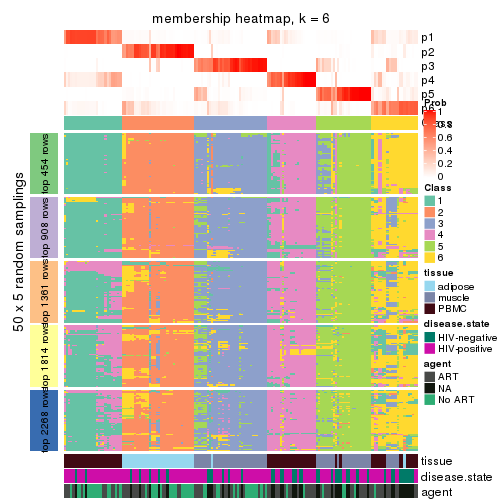 membership heatmap, k = 6
p1
p2
p3
p4
p5
p6
Prob
1
0.8
0.6
0.4
0.2
0
Class
1
2
3
4
5
6
tissue
adipose
muscle
PBMC
disease.state
HIV-negative
HIV-positive
agent
ART
NA
No ART
50 x 5 random samplings
top 454 rows
top 908 rows
top 1361 rows
top 1814 rows
top 2268 rows
tissue
disease.state
agent